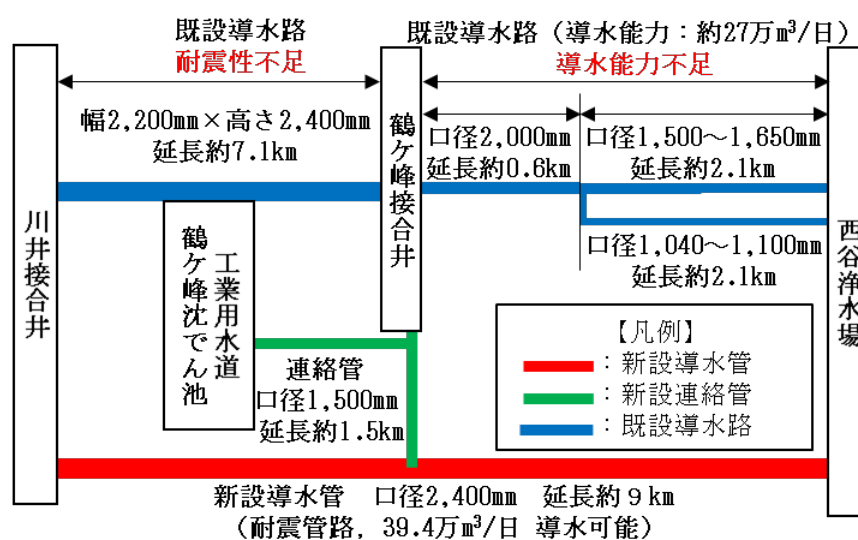 既設導水路
耐震性不足
既設導水路（導水能力：約27万m³/日）
導水能力不足
幅2,200mm×高さ2,400mm
延長約7.1km
口径2,000mm
延長約0.6km
口径1,500～1,650mm
延長約2.1km
口径1,040～1,100mm
延長約2.1km
川井接合井
鶴ケ峰接合井
西谷浄水場
工業用水道
鶴ケ峰沈でん池
連絡管
口径1,500mm
延長約1.5km
【凡例】
：新設導水管
：新設連絡管
：既設導水路
新設導水管　口径2,400mm　延長約９km
（耐震管路，39.4万m³/日 導水可能）